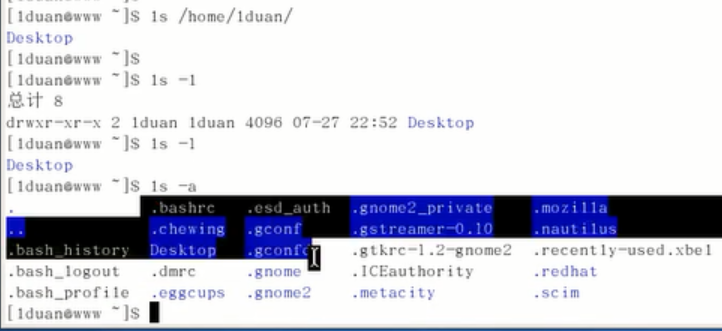 [lduan@www ~]$ ls /home/lduan/
Desktop
[lduan@www ~]$
[lduan@www ~]$ ls -l
总计 8
drwxr-xr-x 2 lduan lduan 4096 07-27 22:52 Desktop
[lduan@www ~]$ ls -1
Desktop
[lduan@www ~]$ ls -a
. .bashrc .esd_auth .gnome2_private .mozilla
.. .chewing .gconf .gstreamer-0.10 .nautilus
.bash_history Desktop .gconfd .gtkrc-1.2-gnome2 .recently-used.xbel
.bash_logout .dmrc .gnome .ICEauthority .redhat
.bash_profile .eggcups .gnome2 .metacity .scim
[lduan@www ~]$